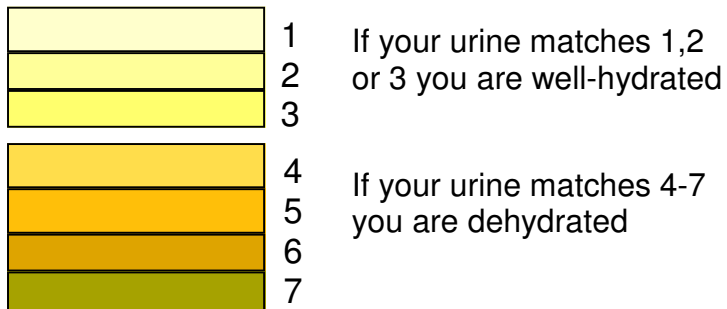 1
If your urine matches 1,2
2
or 3 you are well-hydrated
3
4
If your urine matches 4-7
5
you are dehydrated
6
7